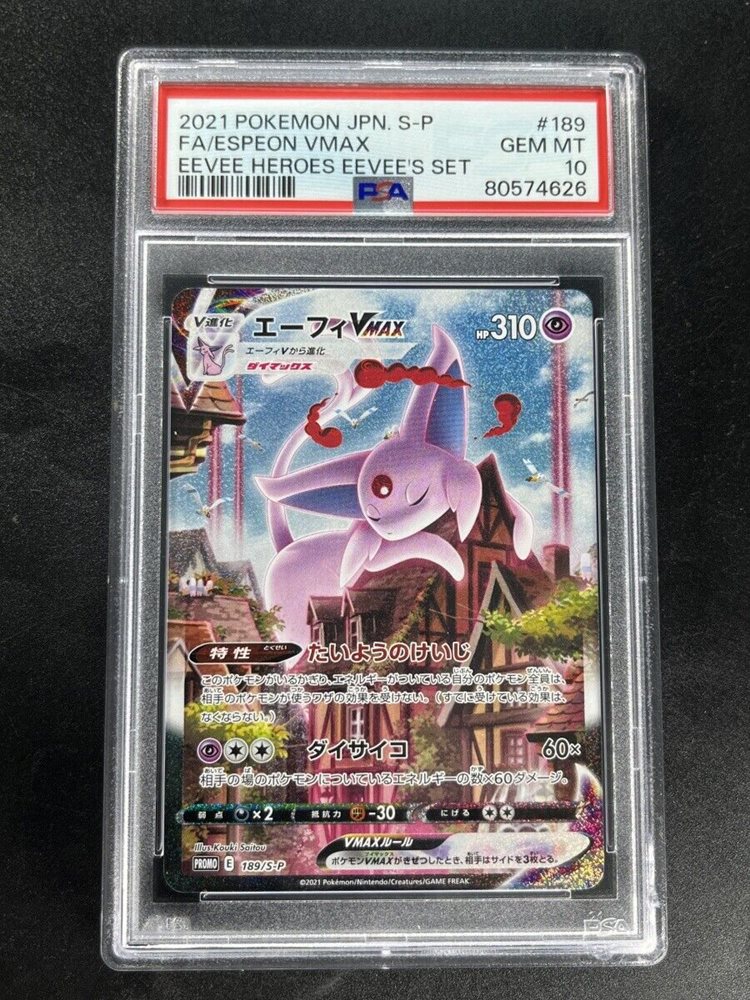 2021 POKEMON JPN. S-P #189
FA/ESPEON VMAX GEM MT
EEVEE HEROES EEVEE'S SET 10
PSA 80574626
V進化 エーフィVMAX HP310
エーフィVから進化
ダイマックス
特性 とくせい たいようのけいじ
このポケモンがいるかぎり、エネルギーがついている自分のポケモン全員は、
相手のポケモンが使うワザの効果を受けない。（すでに受けている効果は、
なくならない。）
ダイサイコ 60×
相手の場のポケモンについているエネルギーの数×60ダメージ。
弱点 ×2 抵抗力 -30 にげる
Illus. Kouki Saitou
VMAXルール
ポケモンVMAXがきぜつしたとき、相手はサイドを3枚とる。
PROMO E 189/S-P
©2021 Pokémon/Nintendo/Creatures/GAME FREAK.
PSA